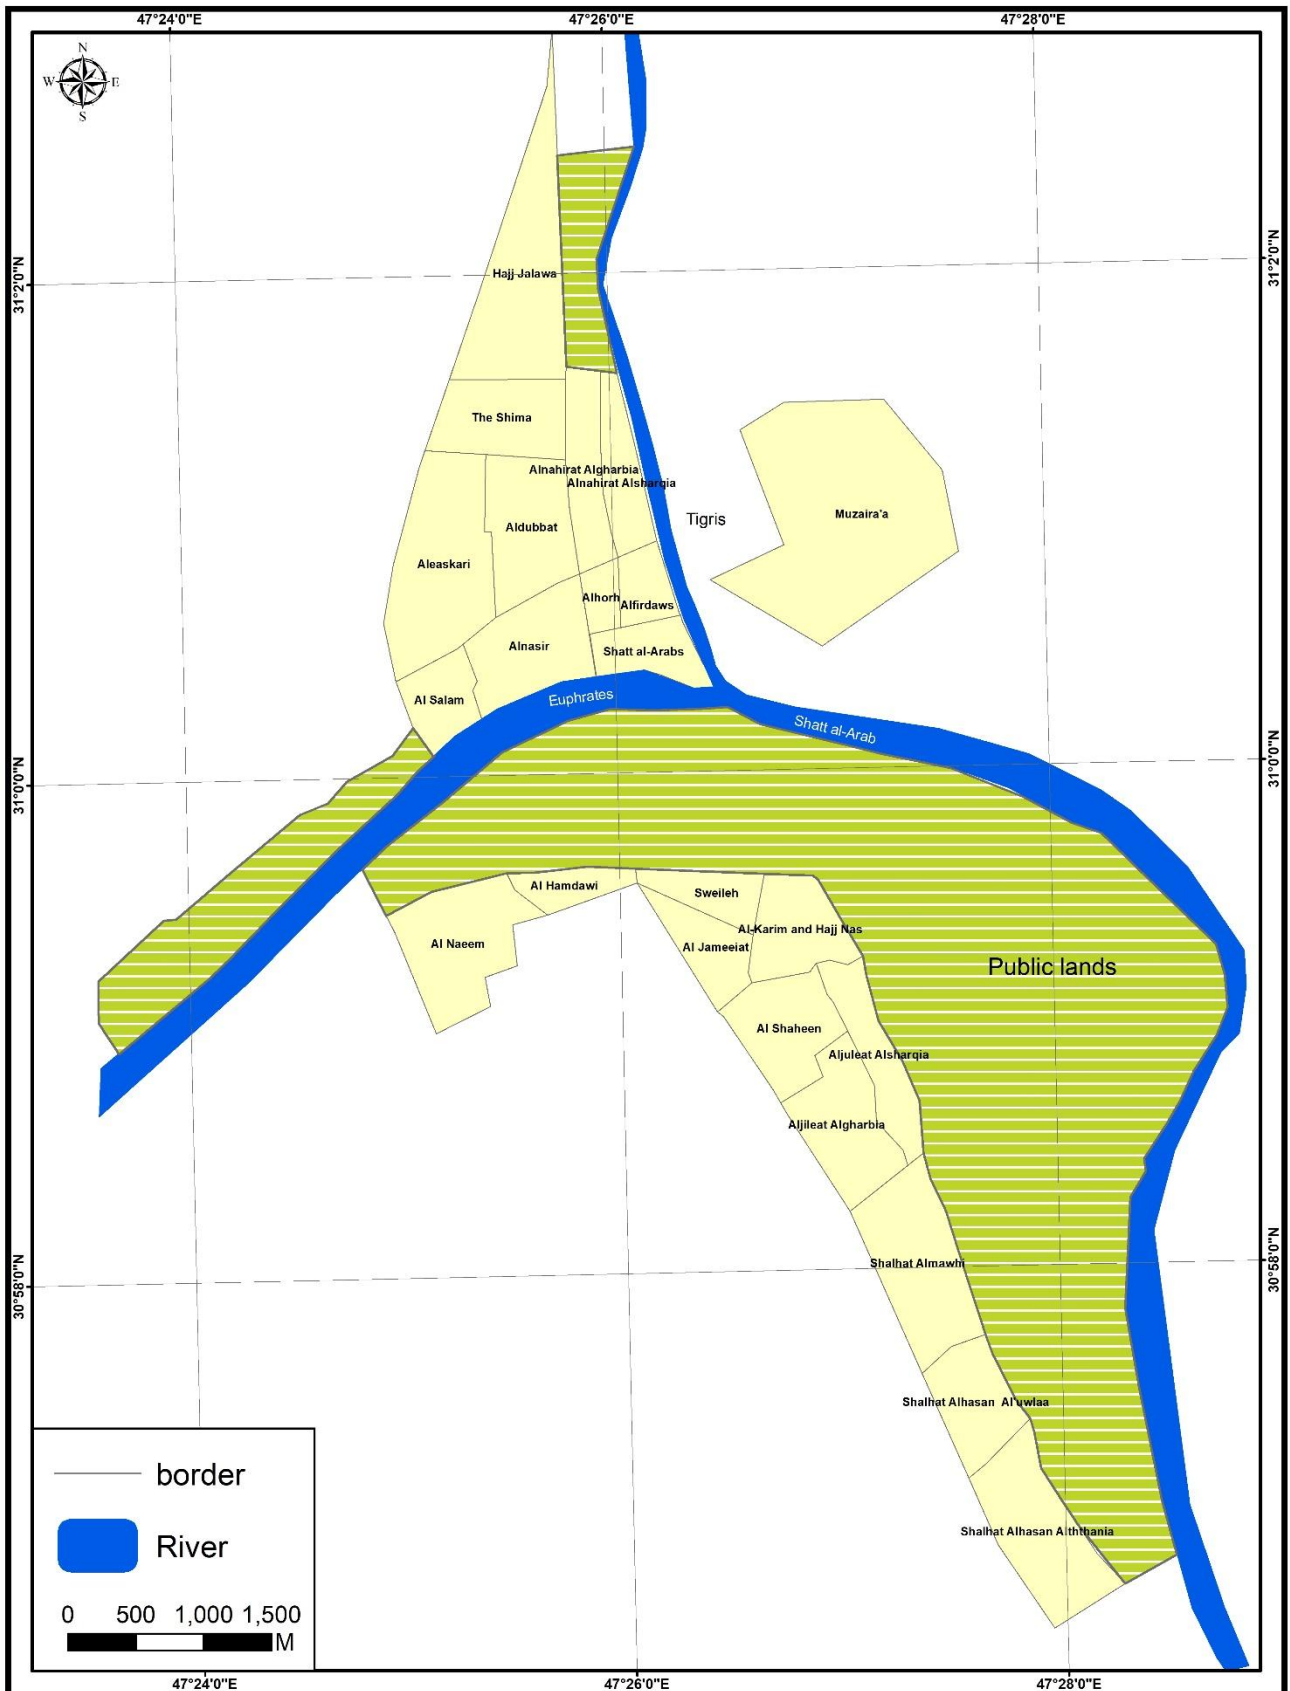 47°24'0"E
47°26'0"E
47°28'0"E
N
W
E
S
31°2'0"N
31°2'0"N
Hajj Jalawa
The Shima
Alnahirat Algharbia
Alnahirat Alsharqia
Tigris
Muzaira'a
Aldubbat
Aleaskari
Alhorh
Alfirdaws
Alnasir
Shatt al-Arabs
Al Salam
Euphrates
Shatt al-Arab
31°0'0"N
31°0'0"N
Al Hamdawi
Sweileh
Al-Karim and Hajj Nas
Al Naeem
Al Jameeiat
Public lands
Al Shaheen
Aljuleat Alsharqia
Aljileat Algharbia
Shalhat Almawhi
30°58'0"N
30°58'0"N
Shalhat Alhasan Al'uwlaa
Shalhat Alhasan Alththania
border
River
0 500 1,000 1,500
M
47°24'0"E
47°26'0"E
47°28'0"E